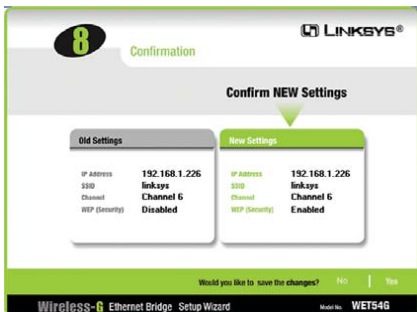 8
Confirmation
LINKSYS®
Confirm NEW Settings
Old Settings
IP Address 192.168.1.226
SSID linksys
Channel Channel 6
WEP (Security) Disabled
New Settings
IP Address 192.168.1.226
SSID linksys
Channel Channel 6
WEP (Security) Enabled
Would you like to save the changes? No | Yes
Wireless-G Ethernet Bridge Setup Wizard Model No. WET54G